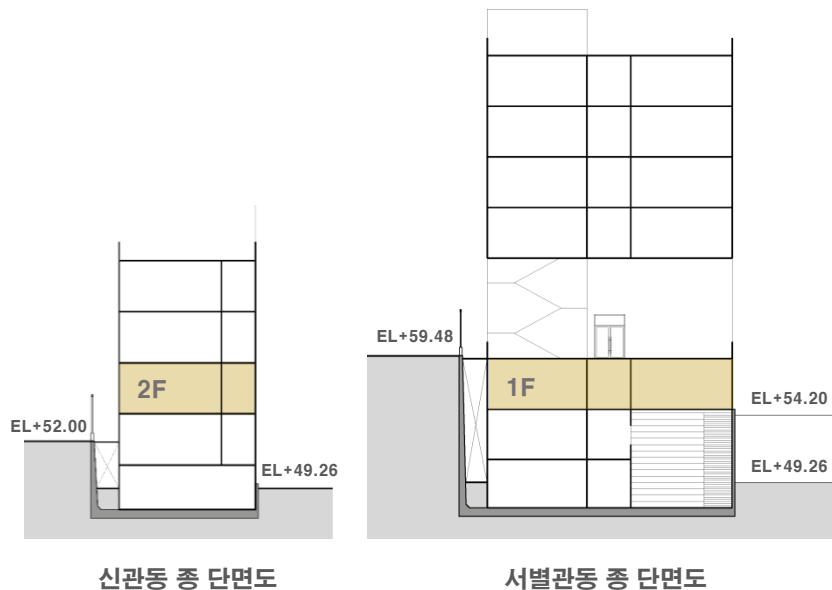 EL+59.48
2F
1F
EL+54.20
EL+52.00
EL+49.26
EL+49.26
신관동 종 단면도
서별관동 종 단면도